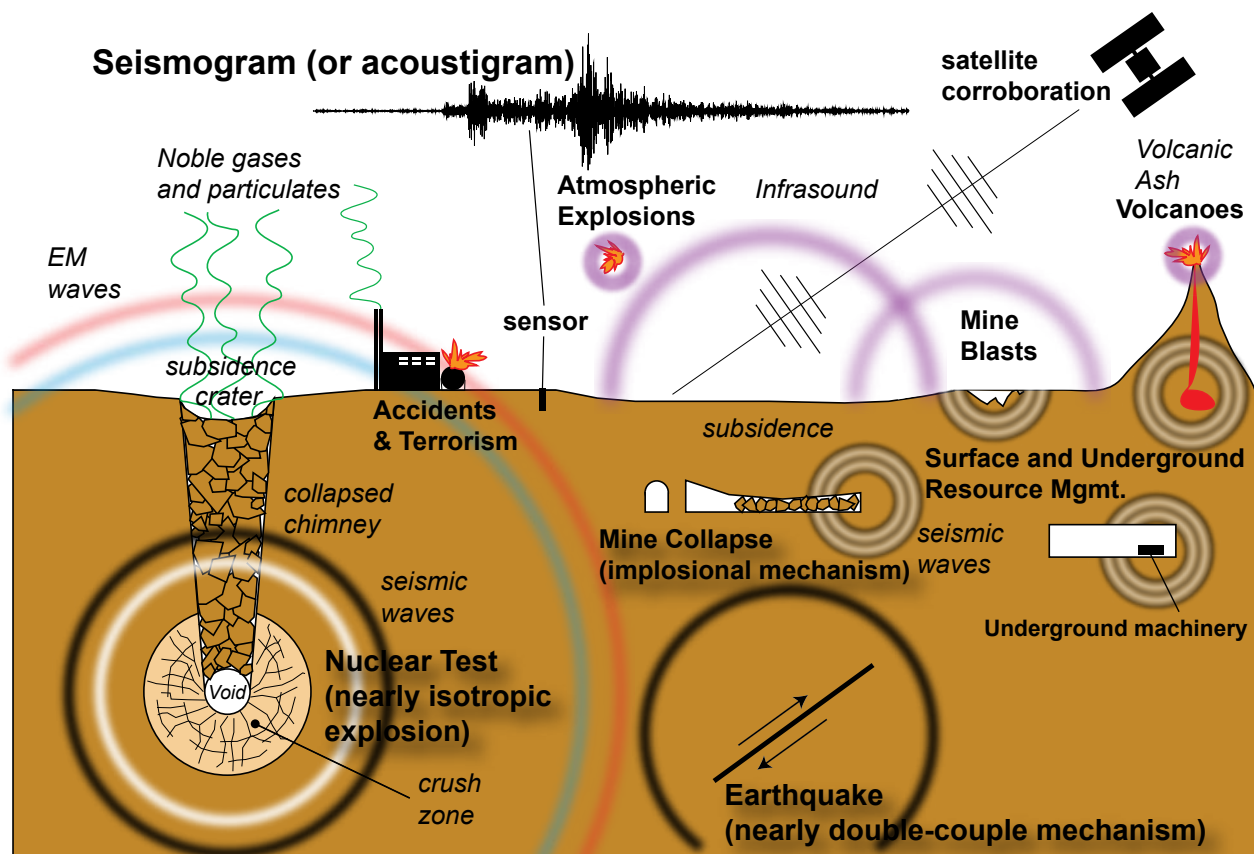 Seismogram (or acoustigram)
satellite
corroboration
Noble gases
and particulates
Atmospheric
Explosions
Infrasound
Volcanic
Ash
Volcanoes
EM
waves
sensor
Mine
Blasts
subsidence
crater
Accidents
& Terrorism
subsidence
Surface and Underground
Resource Mgmt.
collapsed
chimney
Mine Collapse
(implosional mechanism)
seismic
waves
seismic
waves
Underground machinery
Nuclear Test
(nearly isotropic
explosion)
Void
crush
zone
Earthquake
(nearly double-couple mechanism)